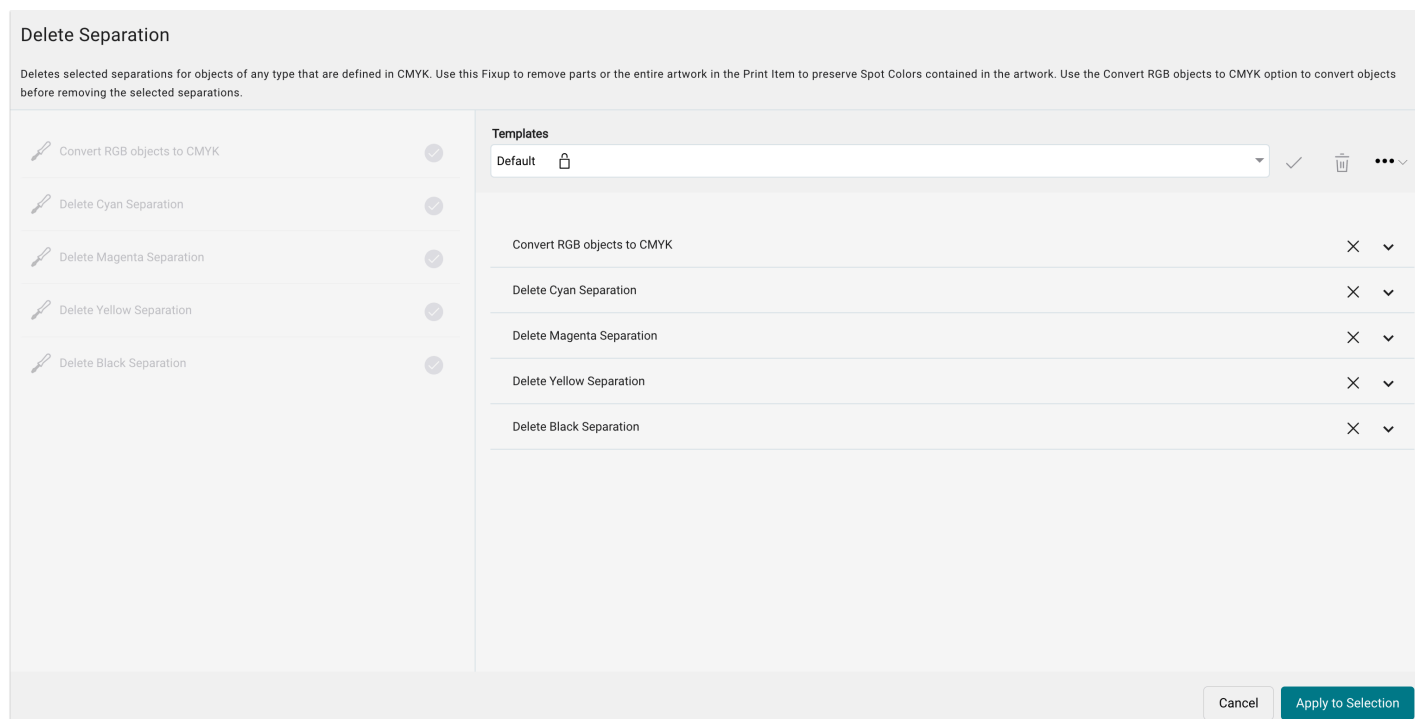 Delete Separation
Deletes selected separations for objects of any type that are defined in CMYK. Use this Fixup to remove parts or the entire artwork in the Print Item to preserve Spot Colors contained in the artwork. Use the Convert RGB objects to CMYK option to convert objects
before removing the selected separations.
Convert RGB objects to CMYK
Delete Cyan Separation
Delete Magenta Separation
Delete Yellow Separation
Delete Black Separation
Templates
Default
Convert RGB objects to CMYK
Delete Cyan Separation
Delete Magenta Separation
Delete Yellow Separation
Delete Black Separation
Cancel
Apply to Selection